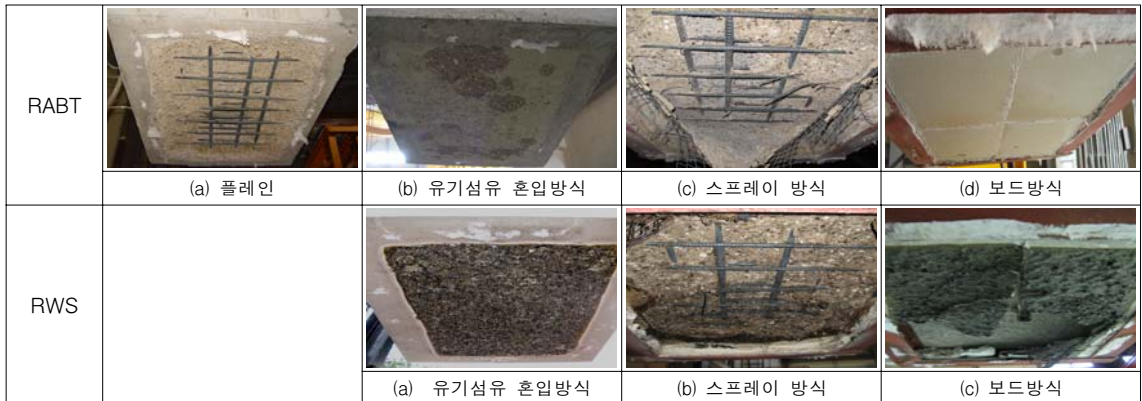 RABT
(a) 플레인
(b) 유기섬유 혼입방식
(c) 스프레이 방식
(d) 보드방식
RWS
(a) 유기섬유 혼입방식
(b) 스프레이 방식
(c) 보드방식